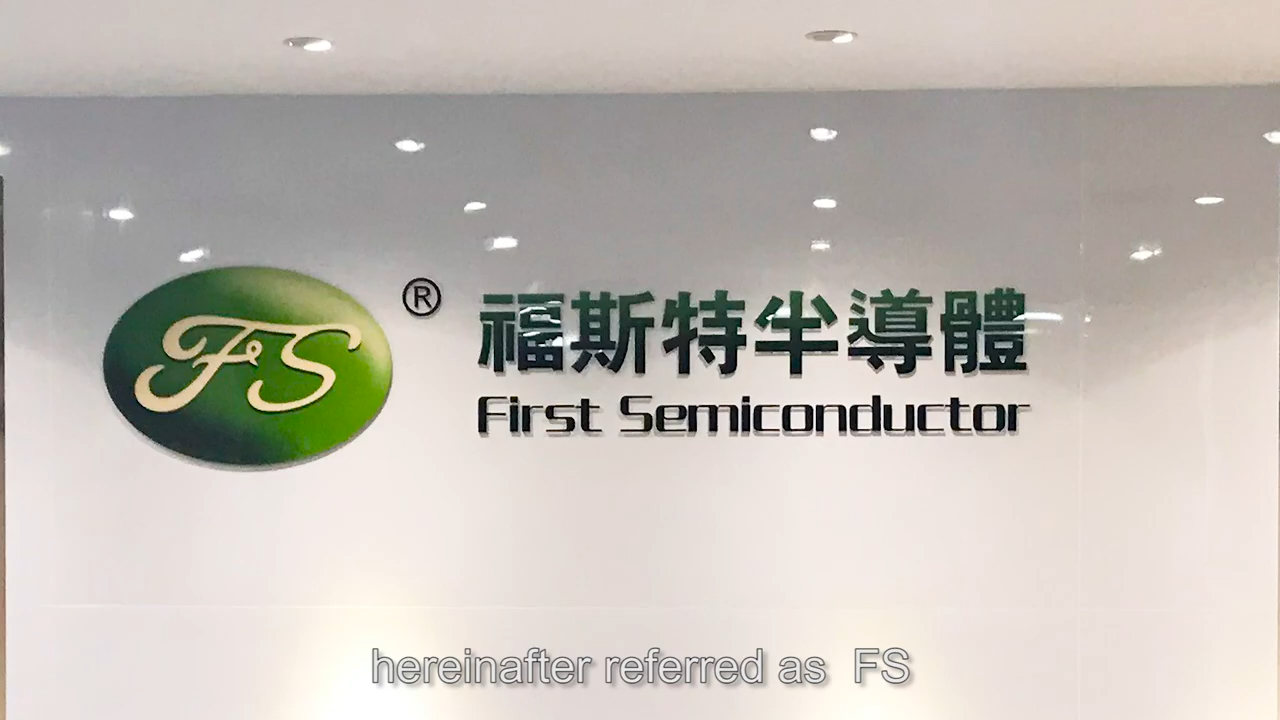 FS ®
福斯特半導體
First Semiconductor
hereinafter referred as  FS